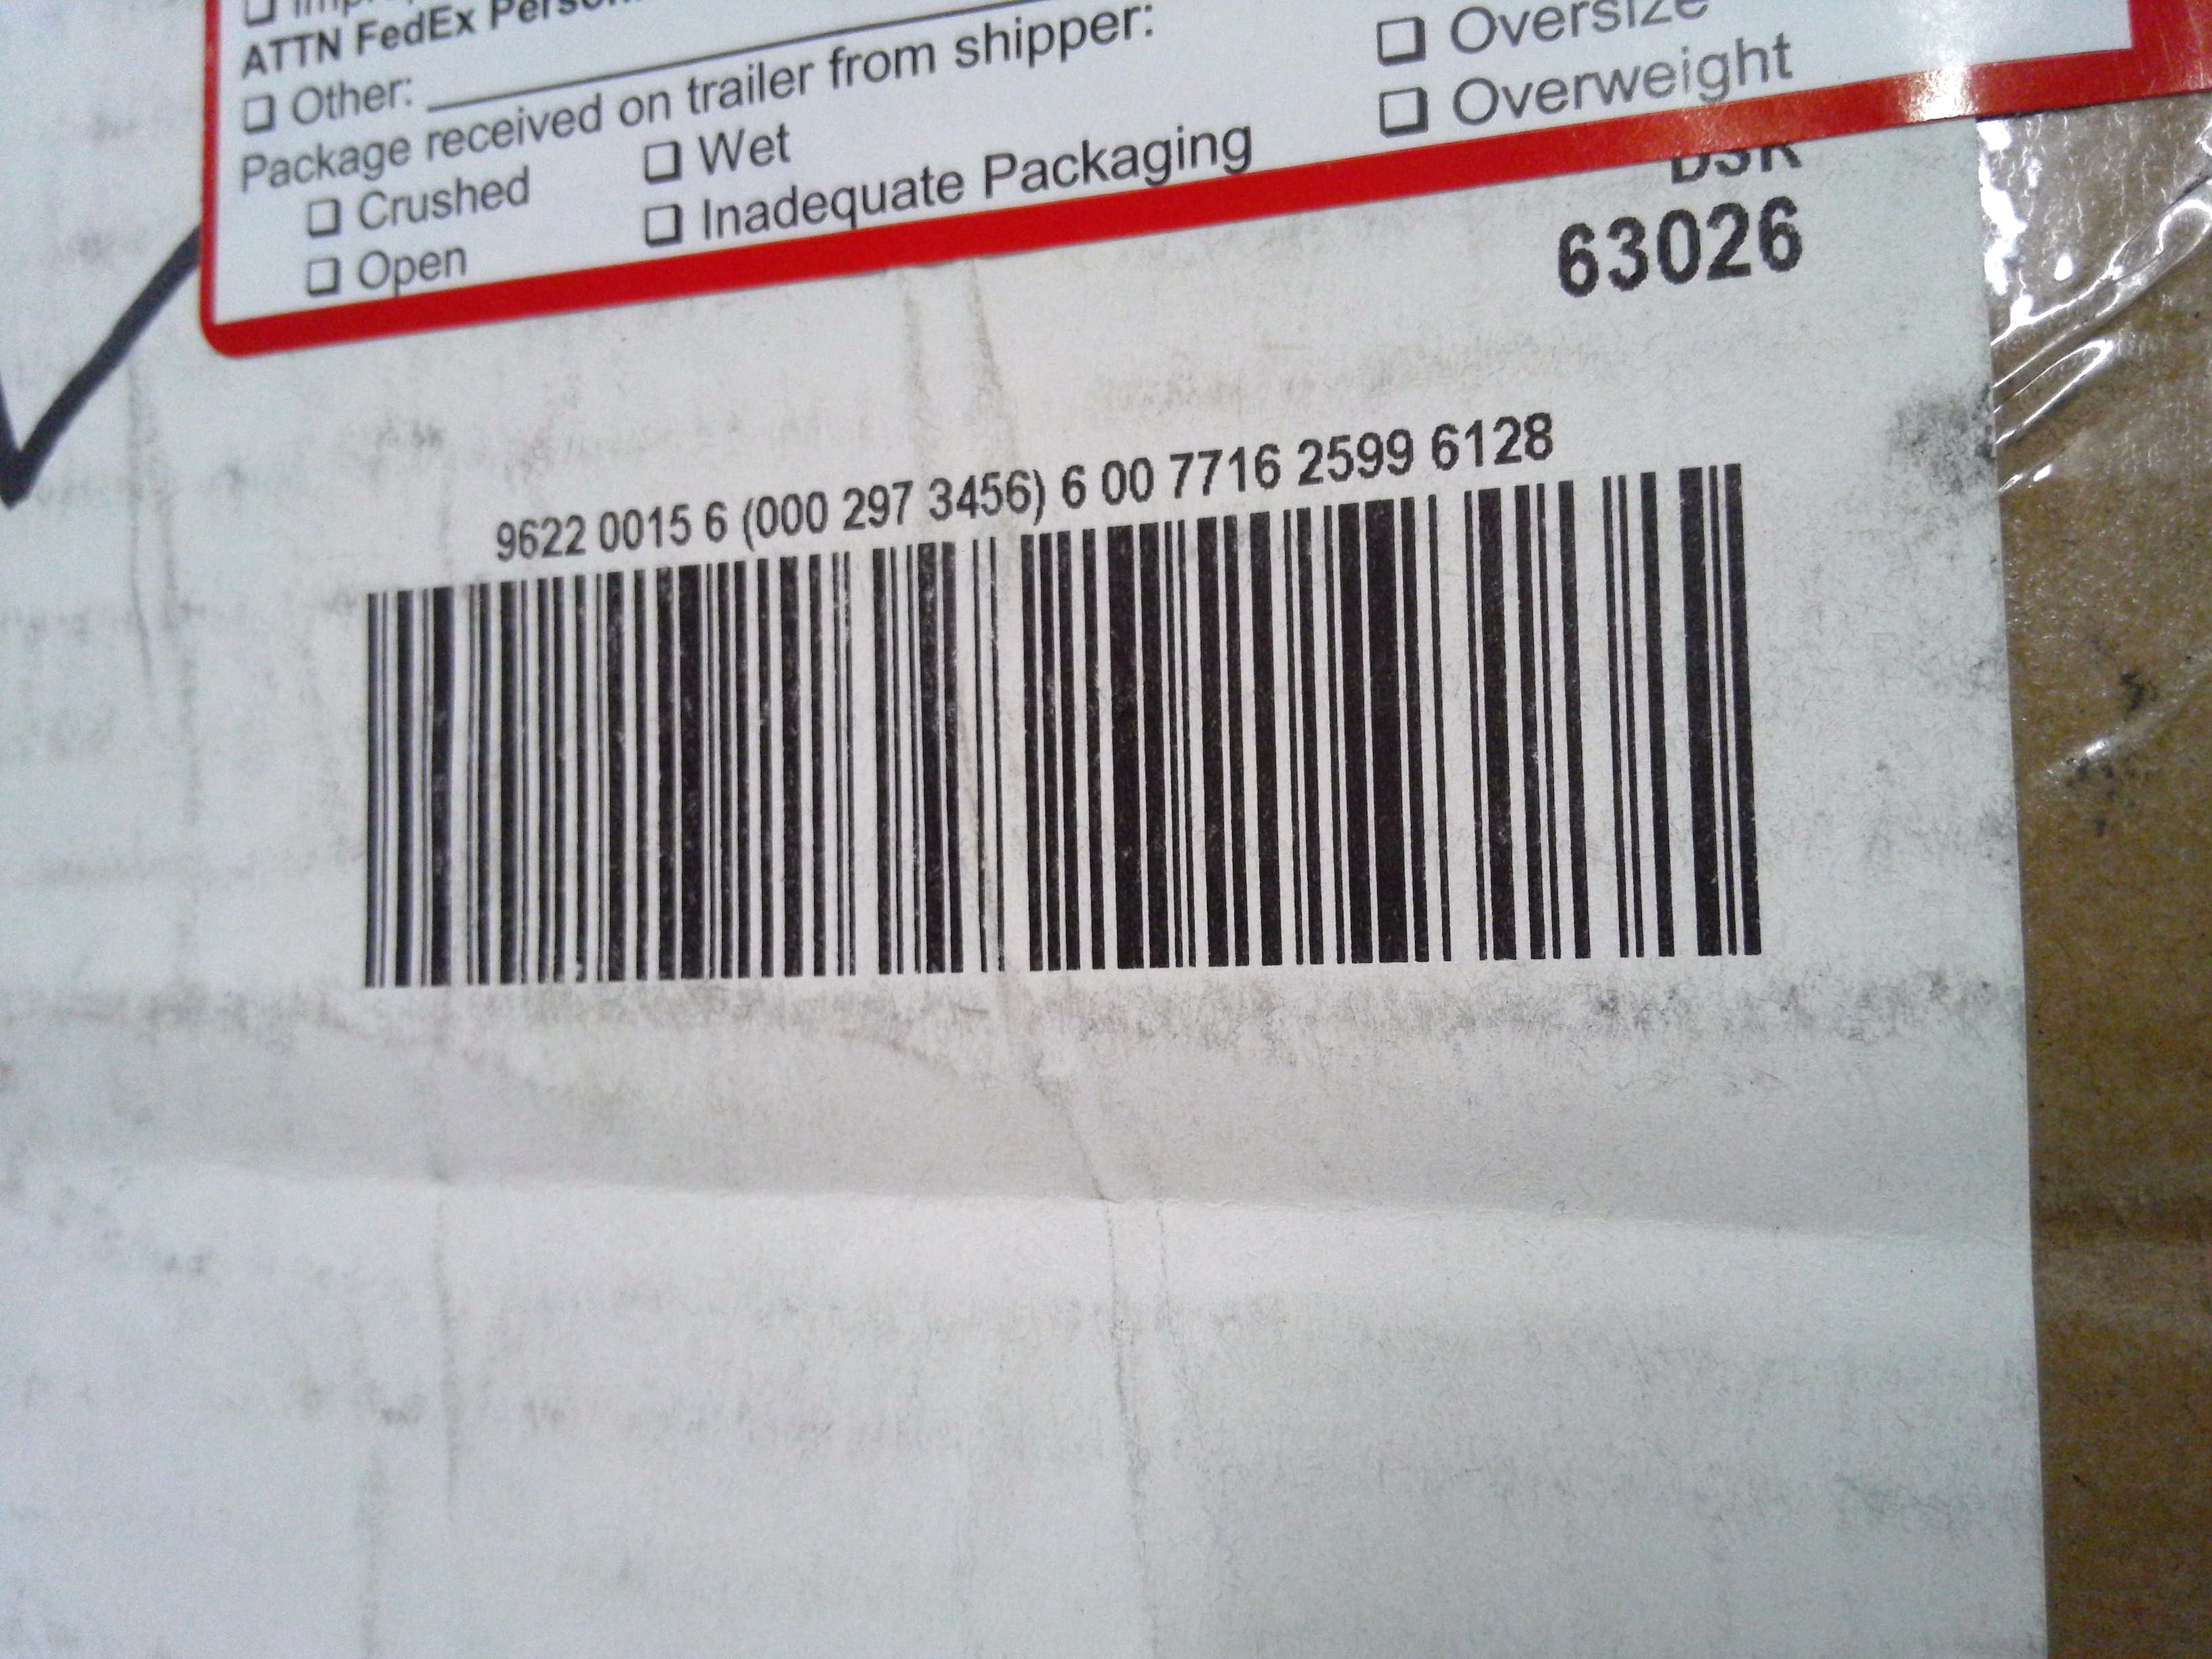 ATTN FedEx
☐ Other:
Package received on trailer from shipper:
☐ Crushed ☐ Wet ☐ Oversize
☐ Open ☐ Inadequate Packaging ☐ Overweight
63026
9622 0015 6 (000 297 3456) 6 00 7716 2599 6128